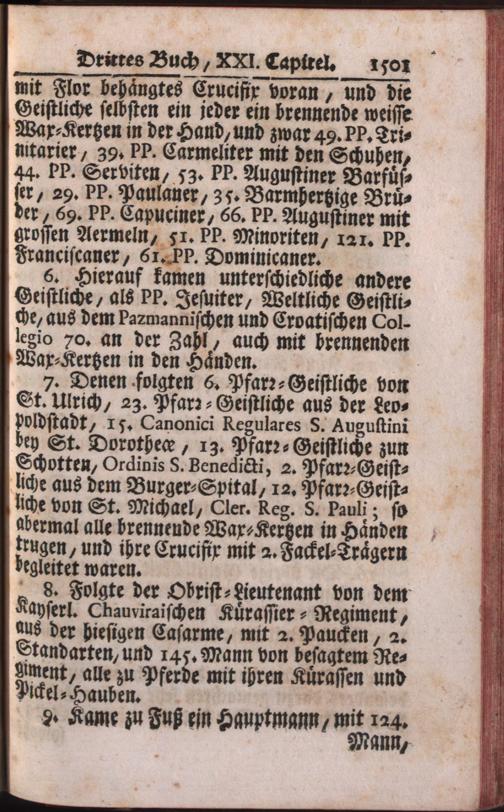 Drittes Buch / XXI. Capitel. 1501
mit Flor behängtes Crucifix voran / und die
Geistliche selbsten ein jeder ein brennende weisse
Wax-Kertzen in der Hand / und zwar 49. PP. Tri-
nitarier / 39. PP. Carmeliter mit den Schuhen /
44. PP. Serviten / 53. PP. Augustiner Barfüs-
ser / 29. PP. Paulaner / 35. Barmhertzige Brü-
der / 69. PP. Capuciner / 66. PP. Augustiner mit
grossen Aermeln / 51. PP. Minoriten / 121. PP.
Franciscaner / 61. PP. Dominicaner.
6. Hierauf kamen unterschiedliche andere
Geistliche / als PP. Jesuiter / Weltliche Geistli-
che / aus dem Pazmannischen und Croatischen Col-
legio 70. an der Zahl / auch mit brennenden
Wax-Kertzen in den Händen.
7. Denen folgten 6. Pfarr-Geistliche von
St. Ulrich / 23. Pfarr-Geistliche aus der Leo-
poldstadt / 15. Canonici Regulares S. Augustini
bey St. Dorotheæ / 13. Pfarr-Geistliche zun
Schotten / Ordinis S. Benedicti, 2. Pfarr-Geist-
liche aus dem Burger-Spital / 12. Pfarr-Geist-
liche von St. Michael / Cler. Reg. S. Pauli ; so
abermal alle brennende Wax-Kertzen in Händen
trugen / und ihre Crucifix mit 2. Fackel-Trägern
begleitet waren.
8. Folgte der Obrist-Lieutenant von dem
Kayserl. Chauviraischen Kürassier-Regiment /
aus der hiesigen Casarme / mit 2. Paucken / 2.
Standarten / und 145. Mann von besagtem Re-
giment / alle zu Pferde mit ihren Kürassen und
Pickel-Hauben.
9. Kame zu Fuß ein Hauptmann / mit 124.
Mann /